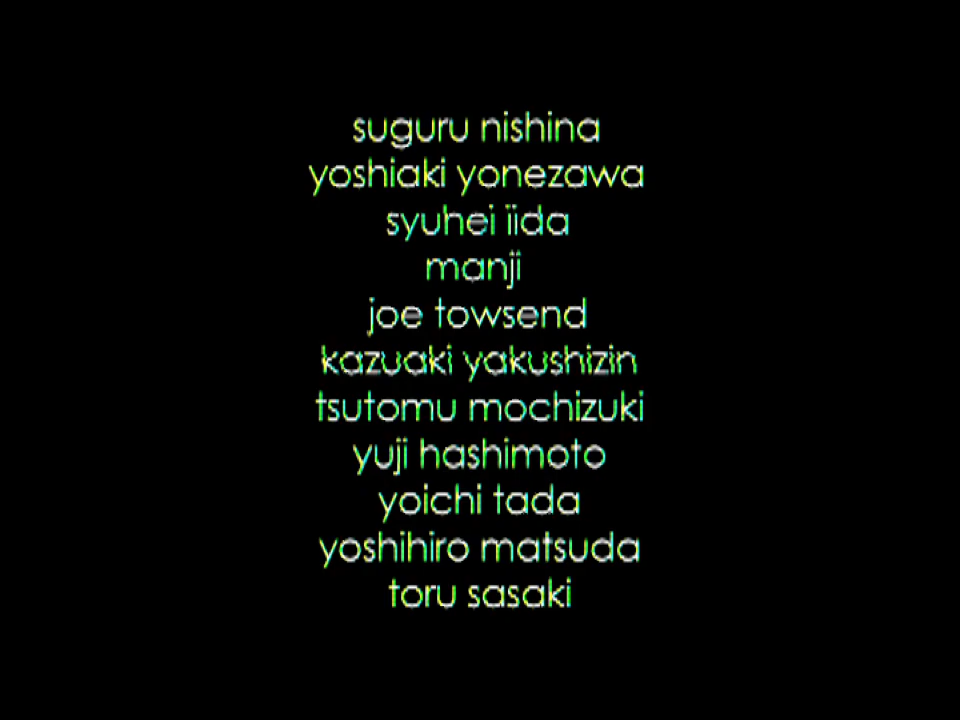 suguru nishina
yoshiaki yonezawa
syuhei iida
manji
joe towsend
kazuaki yakushizin
tsutomu mochizuki
yuji hashimoto
yoichi tada
yoshihiro matsuda
toru sasaki